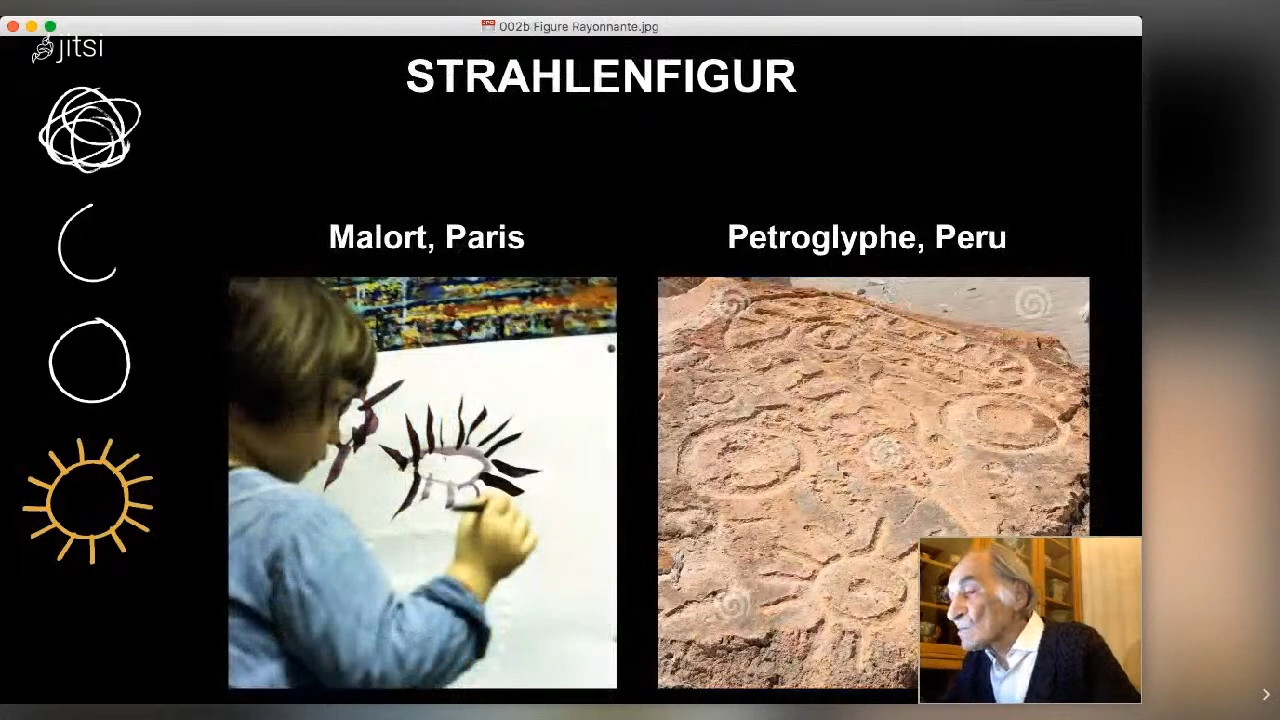 002b Figure Rayonnante.jpg
jitsi
STRAHLENFIGUR
Malort, Paris
Petroglyphe, Peru